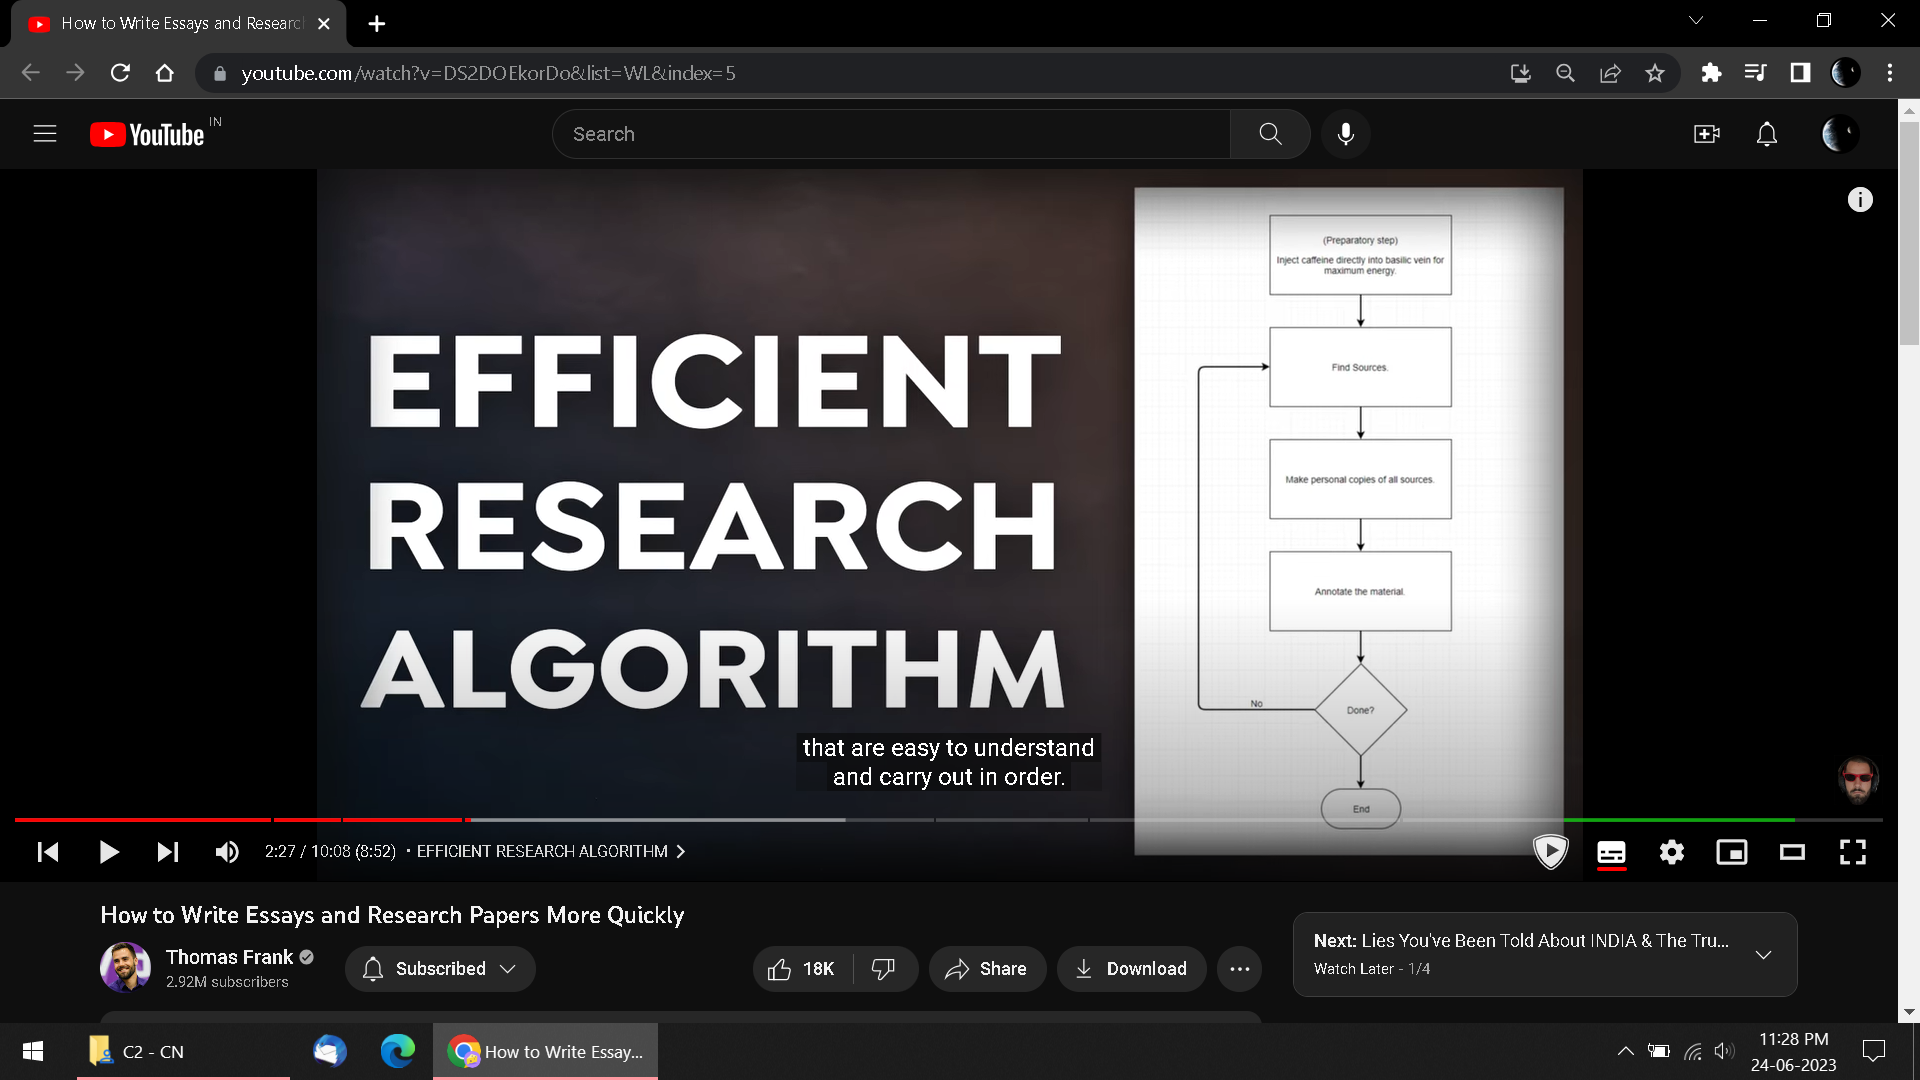 How to Write Essays and Researc
youtube.com/watch?v=DS2DOEkorDo&list=WL&index=5
YouTube IN
Search
EFFICIENT
RESEARCH
ALGORITHM
(Preparatory step)
Inject caffeine directly into basilic vein for
maximum energy.
Find Sources.
Make personal copies of all sources.
Annotate the material.
Done?
No
End
that are easy to understand
and carry out in order.
2:27 / 10:08 (8:52) • EFFICIENT RESEARCH ALGORITHM
How to Write Essays and Research Papers More Quickly
Thomas Frank
2.92M subscribers
Subscribed
18K
Share
Download
Next: Lies You've Been Told About INDIA & The Tru...
Watch Later - 1/4
C2 - CN
How to Write Essay...
11:28 PM
24-06-2023